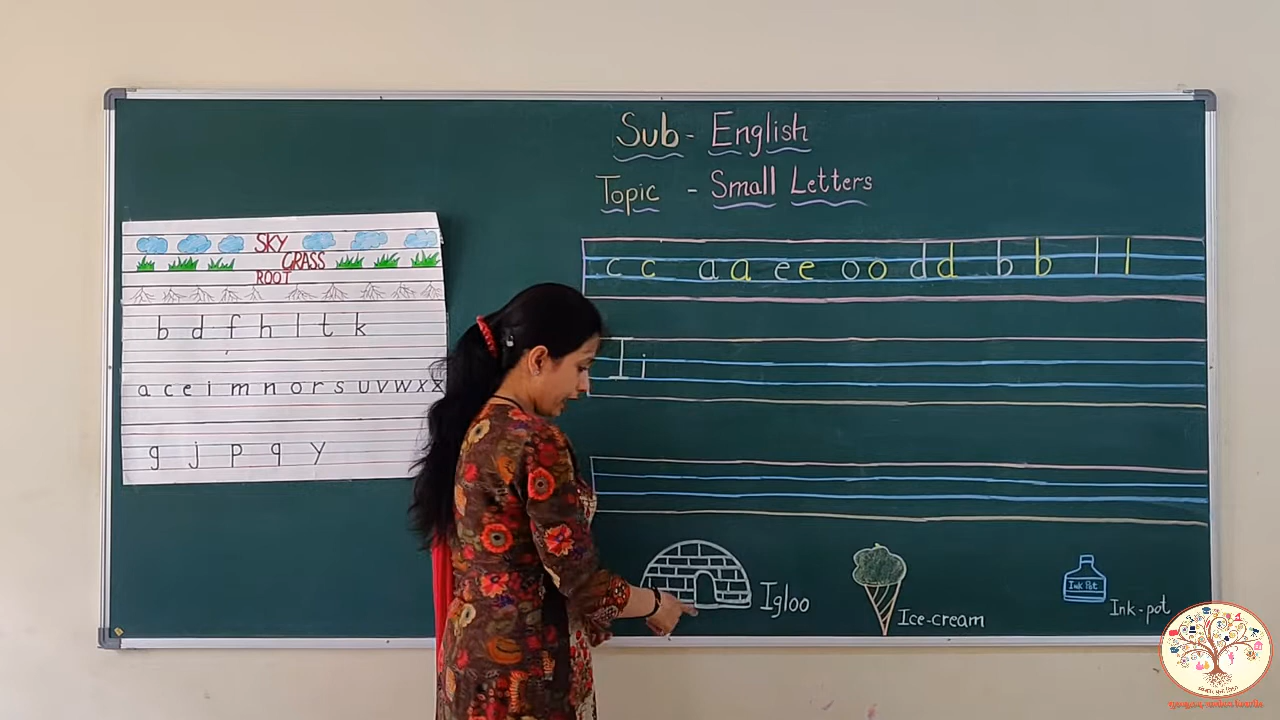 Sub - English
Topic - Small Letters
SKY
GRASS
ROOT
b d f h l t k
a c e i m n o r s u v w x z
g j p q y
c c a a e e o o d d b b l l
I i
Igloo
Ice-cream
Ink Pot
Ink-pot